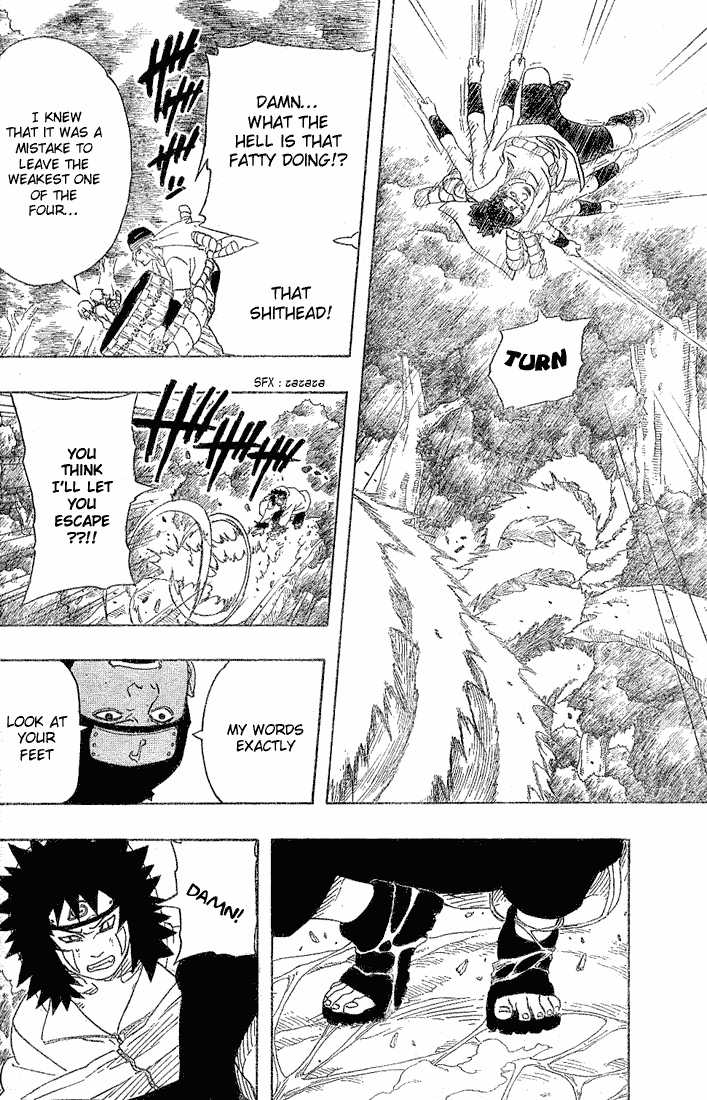 TURN
DAMN...
WHAT THE
HELL IS THAT
FATTY DOING!?
THAT
SHITHEAD!
I KNEW
THAT IT WAS A
MISTAKE TO
LEAVE THE
WEAKEST ONE
OF THE
FOUR...
SFX :
YOU
THINK
I'LL LET
YOU
ESCAPE
??!!
MY WORDS
EXACTLY
LOOK AT
YOUR
FEET
DAMN!